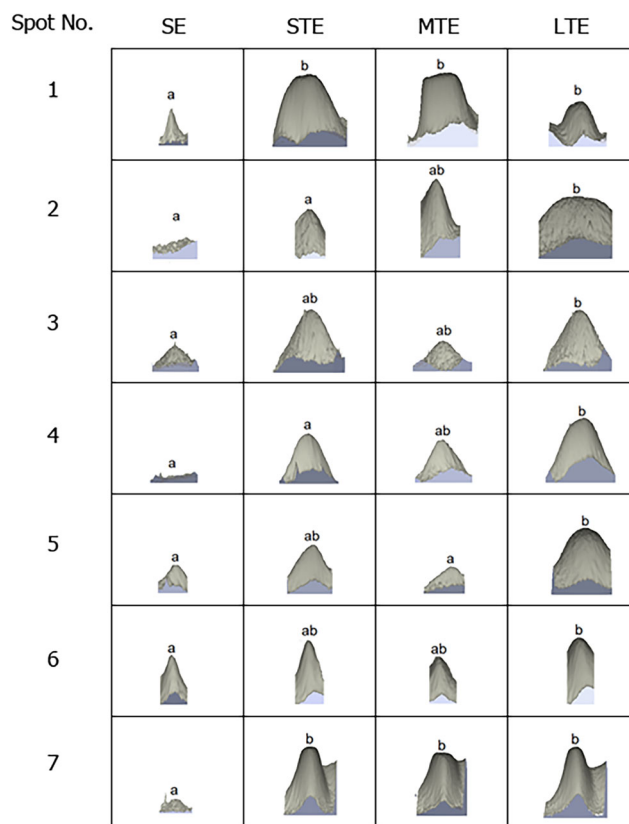 Spot No. SE STE MTE LTE
1 a b b b
2 a a ab b
3 a ab ab b
4 a a ab b
5 a ab a b
6 a ab ab b
7 a b b b